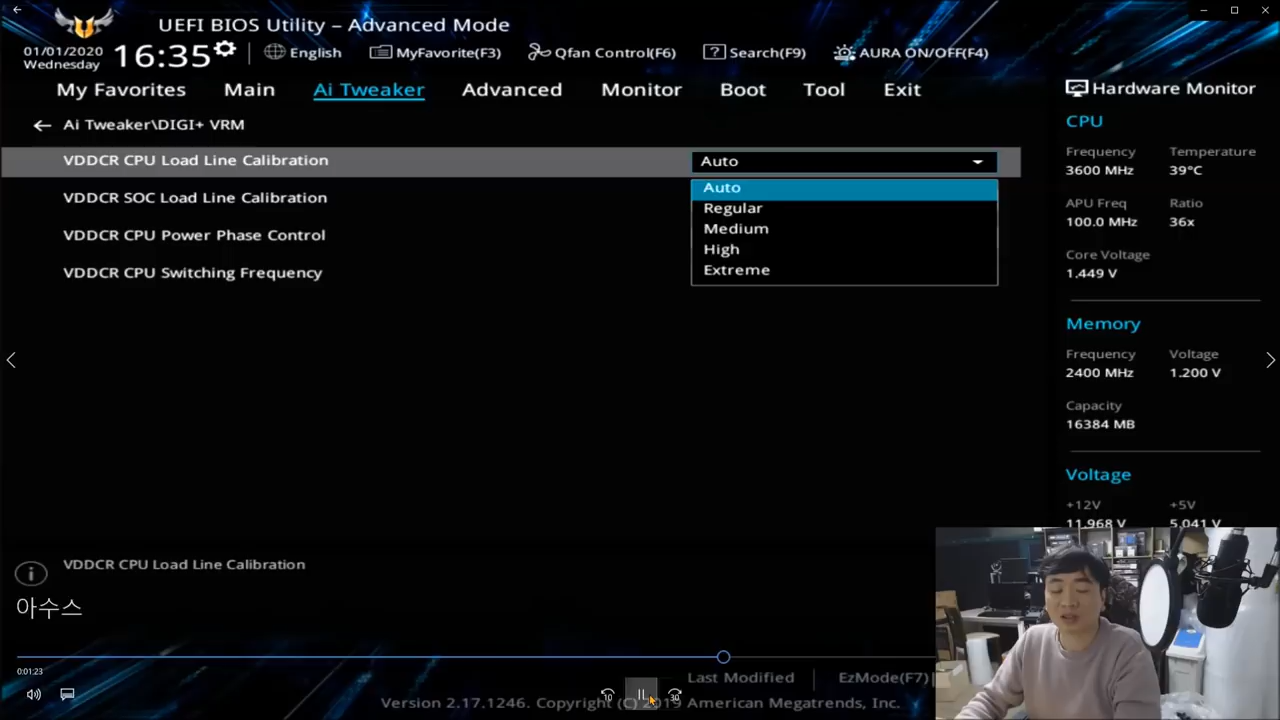 UEFI BIOS Utility – Advanced Mode
01/01/2020
Wednesday
16:35
English
MyFavorite(F3)
Qfan Control(F6)
? Search(F9)
AURA ON/OFF(F4)
My Favorites
Main
Ai Tweaker
Advanced
Monitor
Boot
Tool
Exit
Hardware Monitor
Ai Tweaker\DIGI+ VRM
VDDCR CPU Load Line Calibration
Auto
VDDCR SOC Load Line Calibration
VDDCR CPU Power Phase Control
VDDCR CPU Switching Frequency
Auto
Regular
Medium
High
Extreme
CPU
Frequency Temperature
3600 MHz 39°C
APU Freq Ratio
100.0 MHz 36x
Core Voltage
1.449 V
Memory
Frequency Voltage
2400 MHz 1.200 V
Capacity
16384 MB
Voltage
+12V +5V
11.968 V 5.041 V
VDDCR CPU Load Line Calibration
아수스
0:01:23
10
30
Last Modified
EzMode(F7)
Version 2.17.1246. Copyright (C) 2019 American Megatrends, Inc.